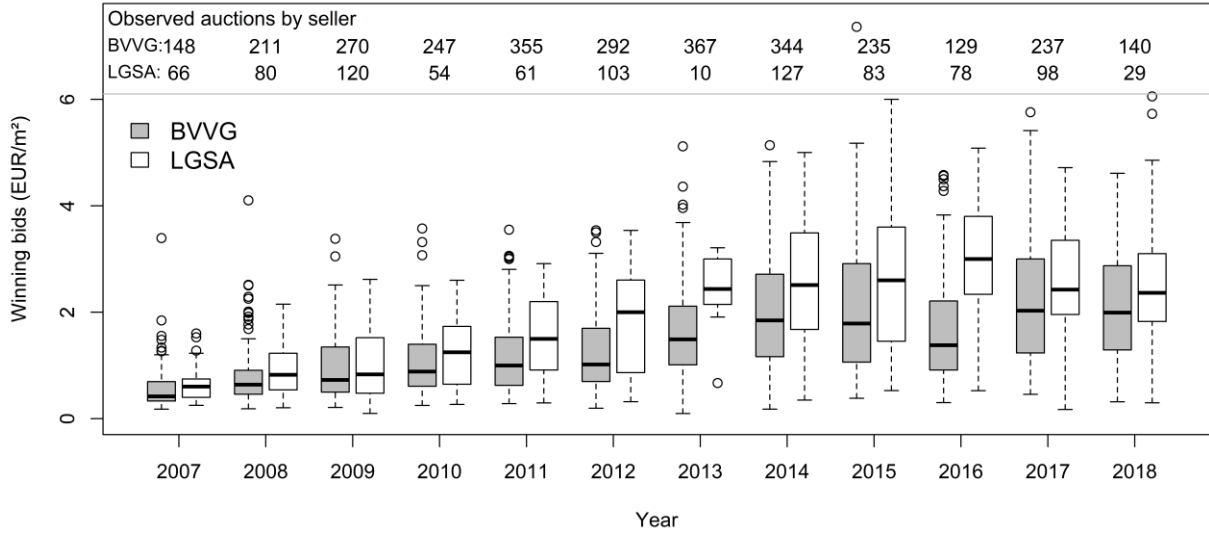 Observed auctions by seller
BVVG: 148 211 270 247 355 292 367 344 235 129 237 140
LGSA: 66 80 120 54 61 103 10 127 83 78 98 29
6
4
2
0
Winning bids (EUR/m²)
BVVG
LGSA
2007 2008 2009 2010 2011 2012 2013 2014 2015 2016 2017 2018
Year